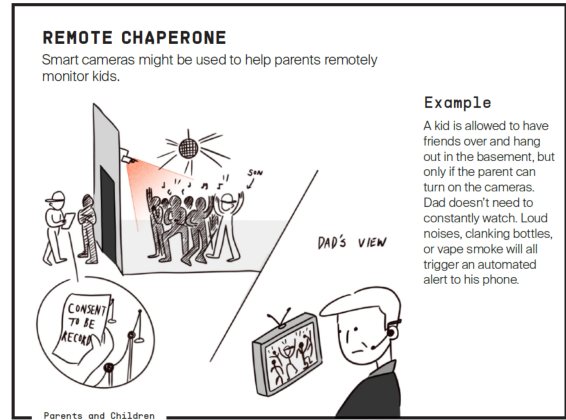 REMOTE CHAPERONE
Smart cameras might be used to help parents remotely
monitor kids.
Example
A kid is allowed to have
friends over and hang
out in the basement, but
only if the parent can
turn on the cameras.
Dad doesn't need to
constantly watch. Loud
noises, clanking bottles,
or vape smoke will all
trigger an automated
alert to his phone.
SON
DAD'S VIEW
CONSENT
TO BE
RECOR
Parents and Children